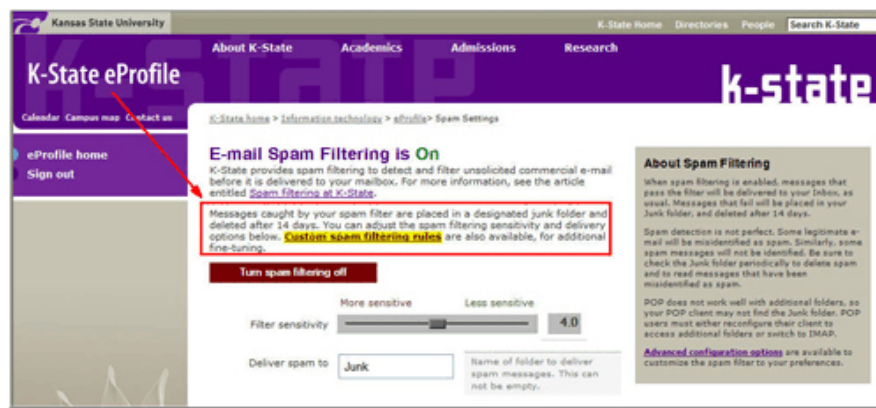 Kansas State University
K-State Home Directories People Search K-State
About K-State Academics Admissions Research
K-State eProfile
k-state
Calendar Campus map Contact us
K-State home > Information technology > eProfile> Spam Settings
eProfile home
Sign out
E-mail Spam Filtering is On
K-State provides spam filtering to detect and filter unsolicited commercial e-mail
before it is delivered to your mailbox. For more information, see the article
entitled Spam filtering at K-State.
Messages caught by your spam filter are placed in a designated junk folder and
deleted after 14 days. You can adjust the spam filtering sensitivity and delivery
options below. Custom spam filtering rules are also available, for additional
fine-tuning.
Turn spam filtering off
More sensitive Less sensitive
Filter sensitivity 4.0
Deliver spam to Junk
Name of folder to deliver
spam messages. This can
not be empty.
About Spam Filtering
When spam filtering is enabled, messages that
pass the filter will be delivered to your Inbox, as
usual. Messages that fail will be placed in your
Junk folder, and deleted after 14 days.
Spam detection is not perfect. Some legitimate e-
mail will be misidentified as spam. Similarly, some
spam messages will not be identified. Be sure to
check the Junk folder periodically to delete spam
and to read messages that have been
misidentified as spam.
POP does not work well with additional folders, so
your POP client may not find the Junk folder. POP
users must either reconfigure their client to
access additional folders or switch to IMAP.
Advanced configuration options are available to
customize the spam filter to your preferences.